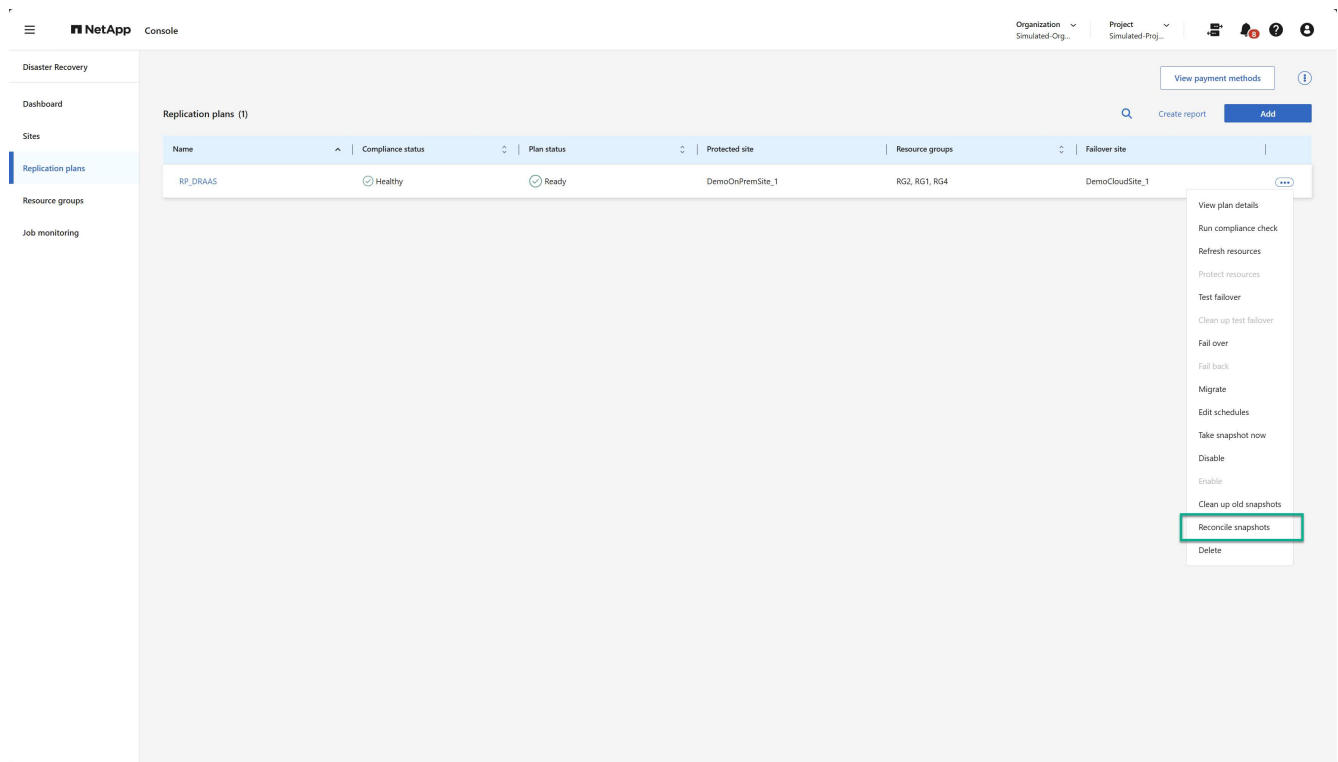 NetApp Console
Organization
Simulated-Org...
Project
Simulated-Proj...
8
Disaster Recovery
Dashboard
Sites
Replication plans
Resource groups
Job monitoring
View payment methods
Replication plans (1)
Create report
Add
Name Compliance status Plan status Protected site Resource groups Failover site
RP_DRAAS Healthy Ready DemoOnPremSite_1 RG2, RG1, RG4 DemoCloudSite_1
View plan details
Run compliance check
Refresh resources
Protect resources
Test failover
Clean up test failover
Fail over
Fail back
Migrate
Edit schedules
Take snapshot now
Disable
Enable
Clean up old snapshots
Reconcile snapshots
Delete